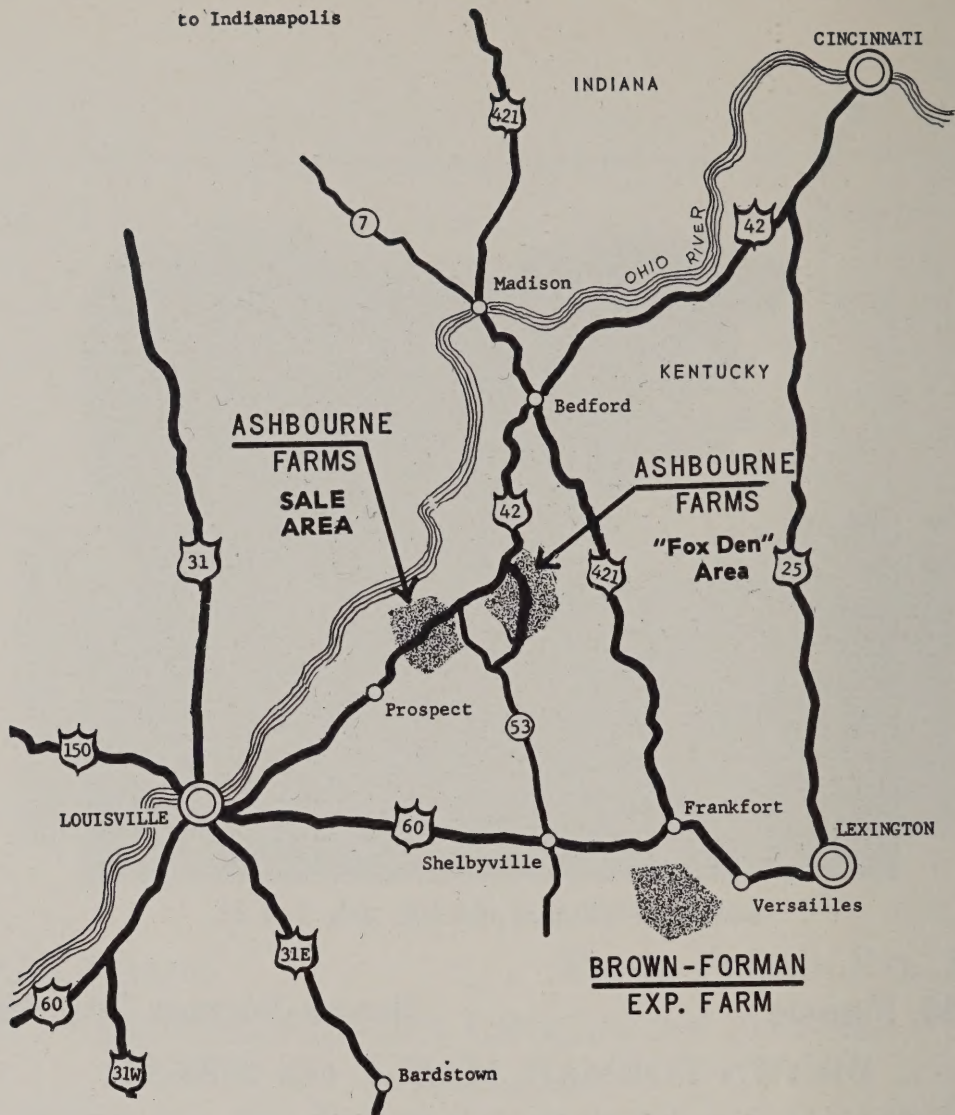 to Indianapolis
CINCINNATI
INDIANA
421
7
42
OHIO RIVER
Madison
KENTUCKY
Bedford
ASHBOURNE
FARMS
SALE
AREA
ASHBOURNE
FARMS
"Fox Den"
Area
42
31
421
25
Prospect
53
150
LOUISVILLE
60
Frankfort
LEXINGTON
Shelbyville
Versailles
31E
BROWN-FORMAN
EXP. FARM
60
31W
Bardstown